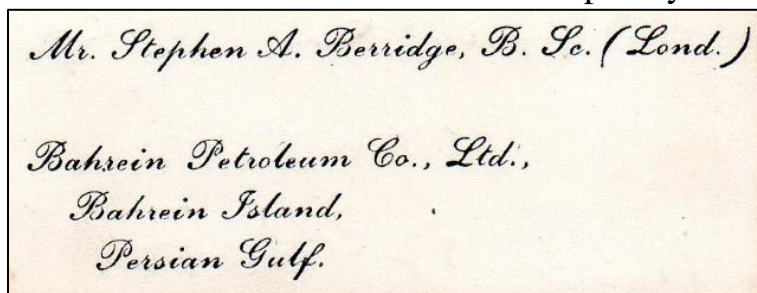 Mr. Stephen A. Berridge, B. Sc. (Lond.)
Bahrein Petroleum Co., Ltd.,
Bahrein Island,
Persian Gulf.